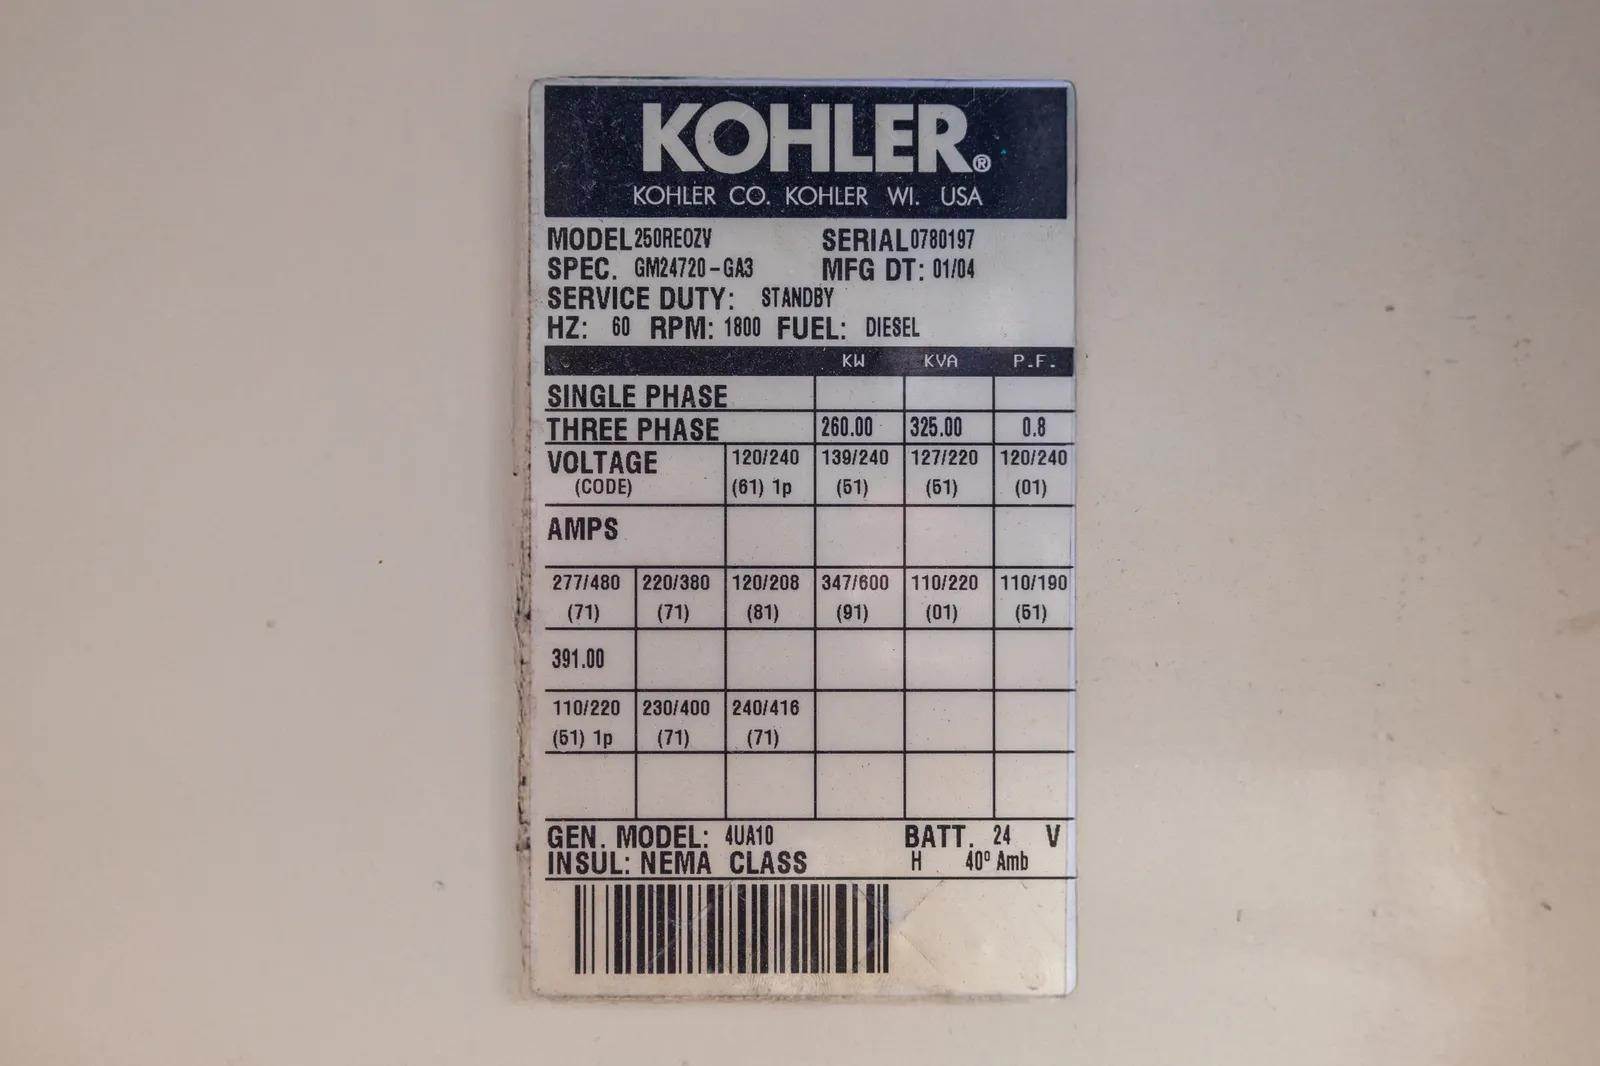 KOHLER®
KOHLER CO. KOHLER WI. USA
MODEL 250REOZV SERIAL 0780197
SPEC. GM24720-GA3 MFG DT: 01/04
SERVICE DUTY: STANDBY
HZ: 60 RPM: 1800 FUEL: DIESEL
KW KVA P.F.
SINGLE PHASE
THREE PHASE 260.00 325.00 0.8
VOLTAGE 120/240 139/240 127/220 120/240
(CODE) (61) 1p (51) (61) (01)
AMPS
277/480 220/380 120/208 347/600 110/220 110/190
(71) (71) (81) (91) (01) (61)
391.00
110/220 230/400 240/416
(61) 1p (71) (71)
GEN. MODEL: 4UA10 BATT. 24 V
INSUL: NEMA CLASS H 40° Amb